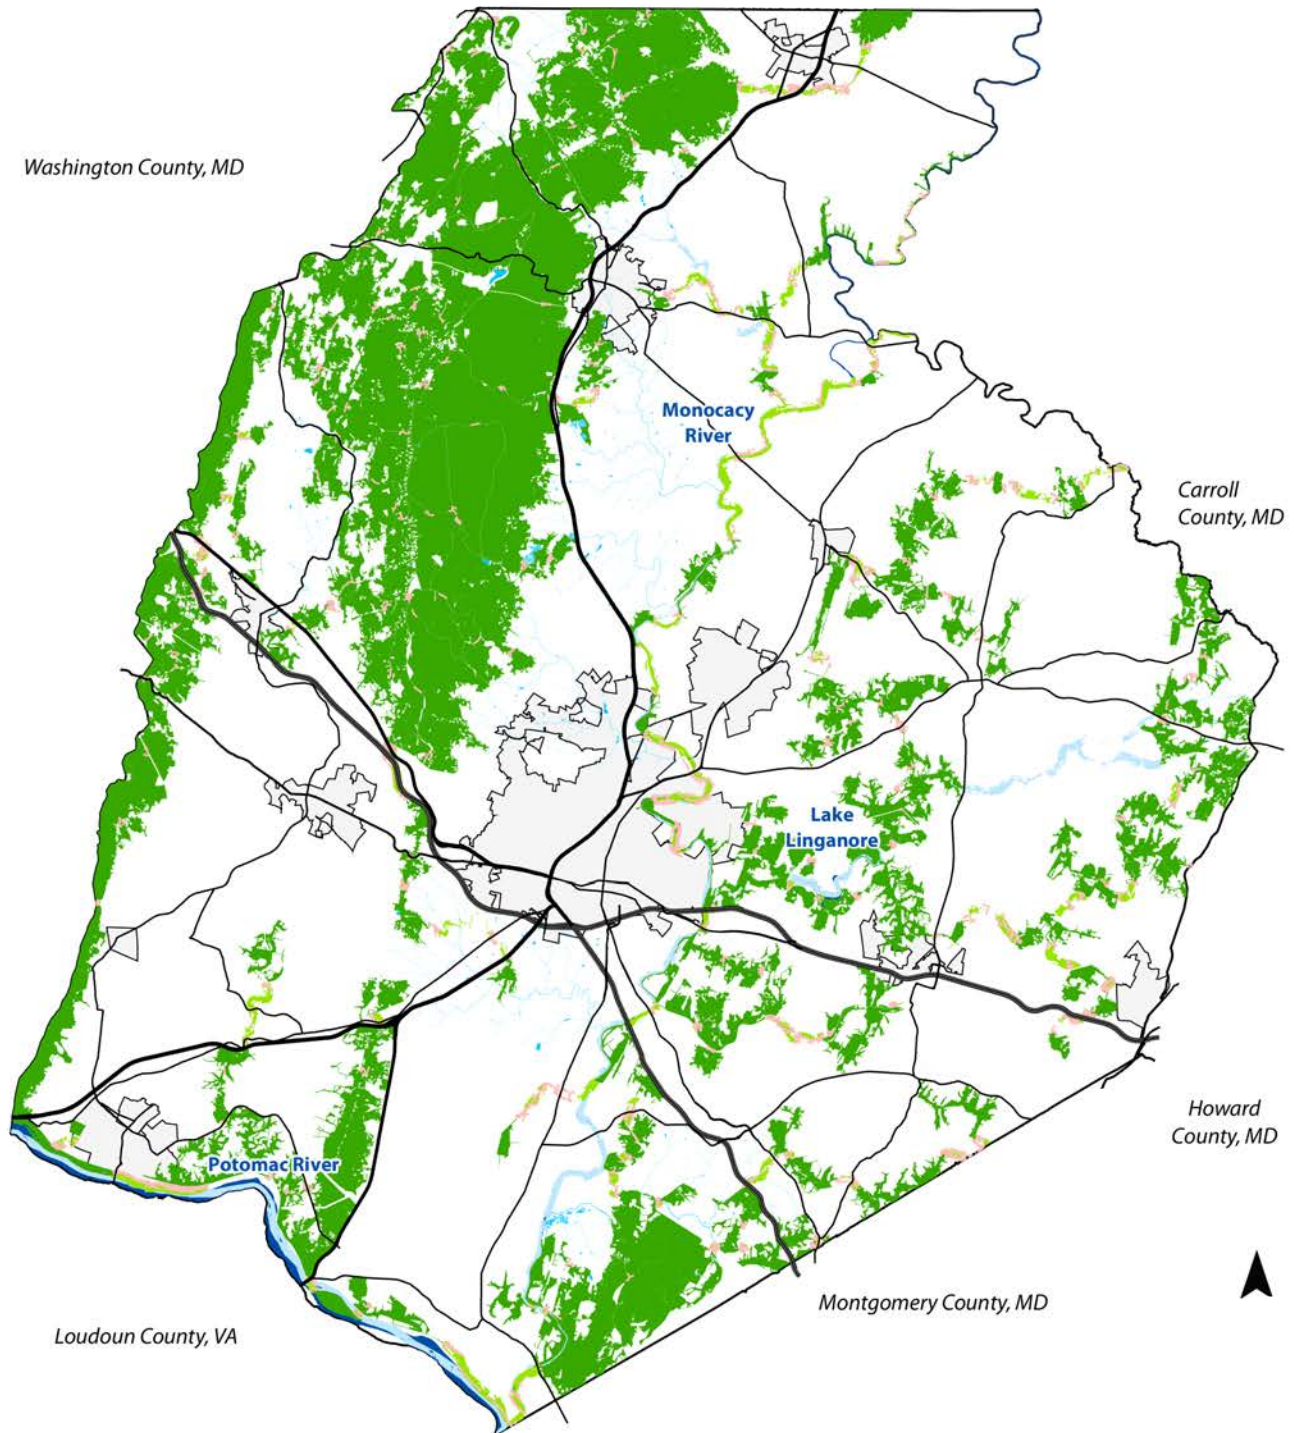 Washington County, MD
Monocacy
River
Carroll
County, MD
Lake
Linganore
Howard
County, MD
Potomac River
Montgomery County, MD
Loudoun County, VA